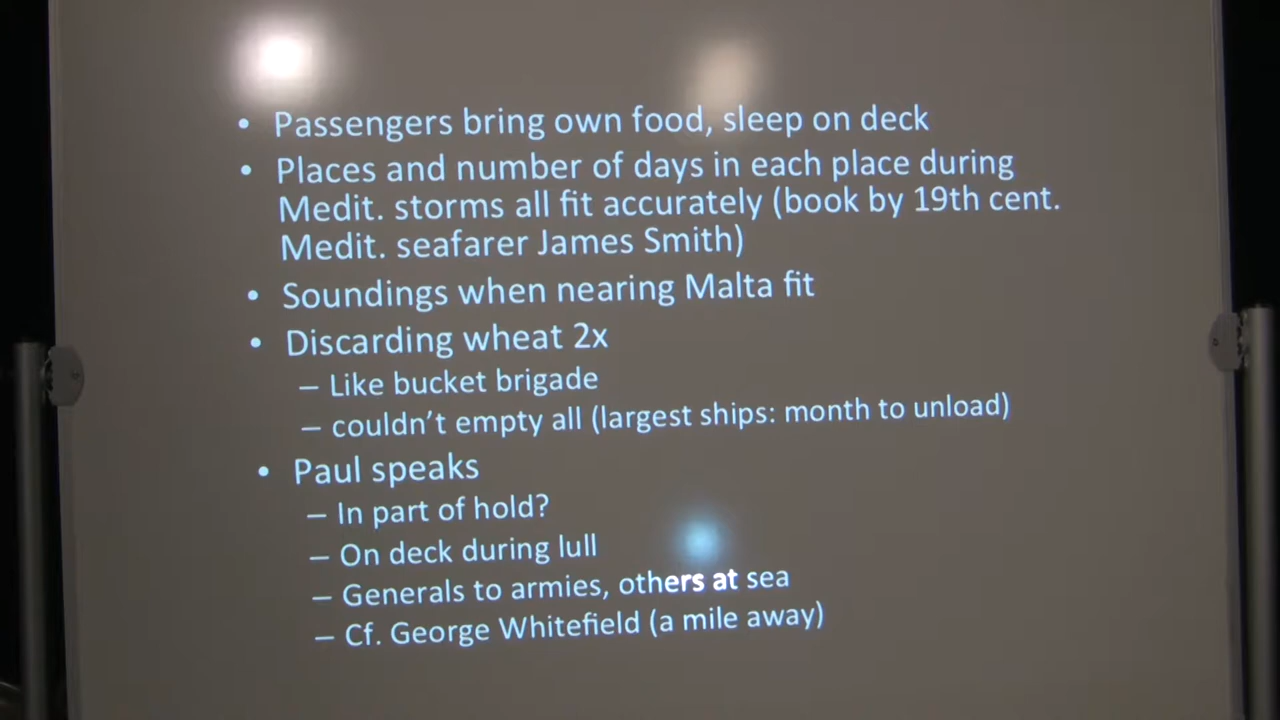 • Passengers bring own food, sleep on deck
• Places and number of days in each place during
Medit. storms all fit accurately (book by 19th cent.
Medit. seafarer James Smith)
• Soundings when nearing Malta fit
• Discarding wheat 2x
– Like bucket brigade
– couldn't empty all (largest ships: month to unload)
• Paul speaks
– In part of hold?
– On deck during lull
– Generals to armies, others at sea
– Cf. George Whitefield (a mile away)